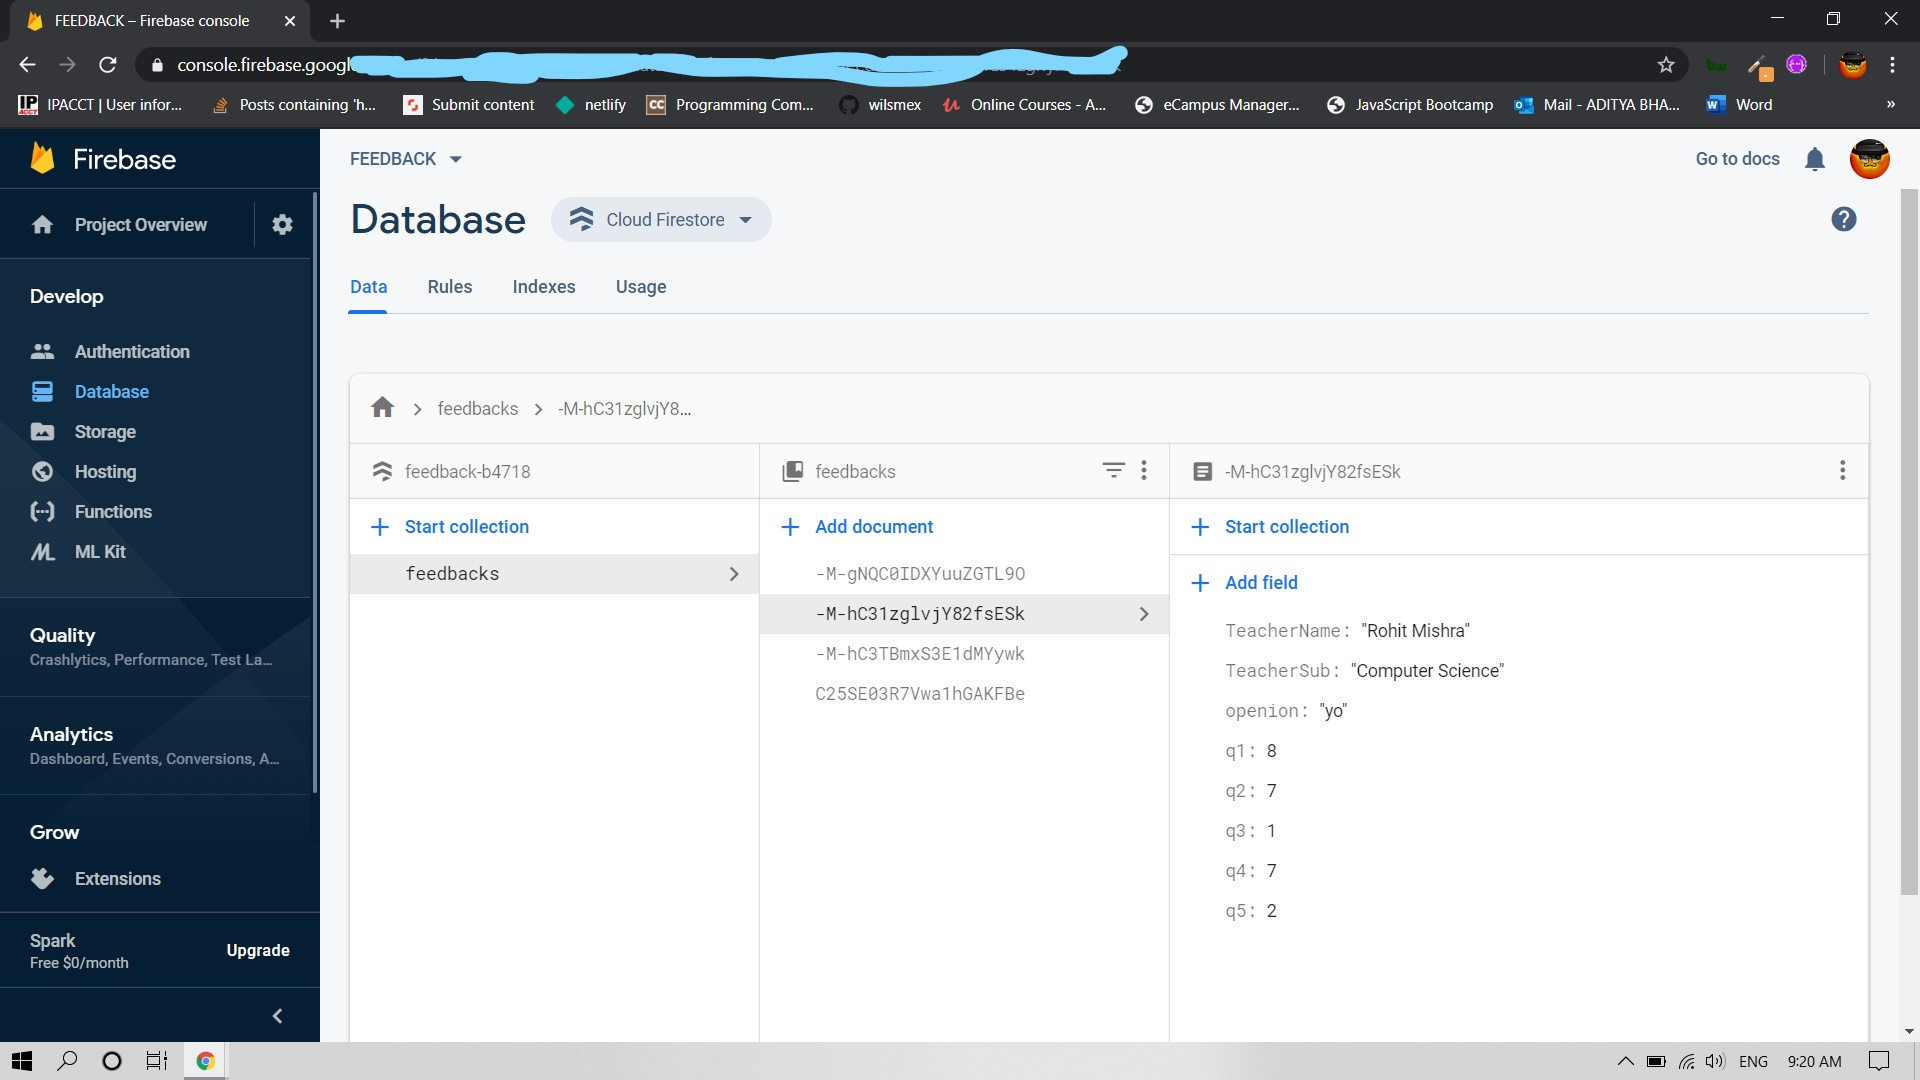 FEEDBACK – Firebase console
console.firebase.googl
IPACCT | User infor...
Posts containing 'h...
Submit content
netlify
CC Programming Com...
wilsmex
Online Courses - A...
eCampus Manager...
JavaScript Bootcamp
Mail - ADITYA BHA...
Word
»
Firebase
FEEDBACK
Go to docs
Project Overview
Database
Cloud Firestore
Data
Rules
Indexes
Usage
Develop
Authentication
Database
Storage
Hosting
Functions
ML Kit
Quality
Crashlytics, Performance, Test La...
Analytics
Dashboard, Events, Conversions, A...
Grow
Extensions
Spark
Free $0/month
Upgrade
feedbacks
-M-hC31zglvjY8...
feedback-b4718
feedbacks
-M-hC31zglvjY82fsESk
Start collection
Add document
Start collection
feedbacks
-M-gNQC0IDXYuuZGTL9O
-M-hC31zglvjY82fsESk
-M-hC3TBmxS3E1dMYywk
C25SE03R7Vwa1hGAKFBe
Add field
TeacherName: "Rohit Mishra"
TeacherSub: "Computer Science"
openion: "yo"
q1: 8
q2: 7
q3: 1
q4: 7
q5: 2
ENG
9:20 AM